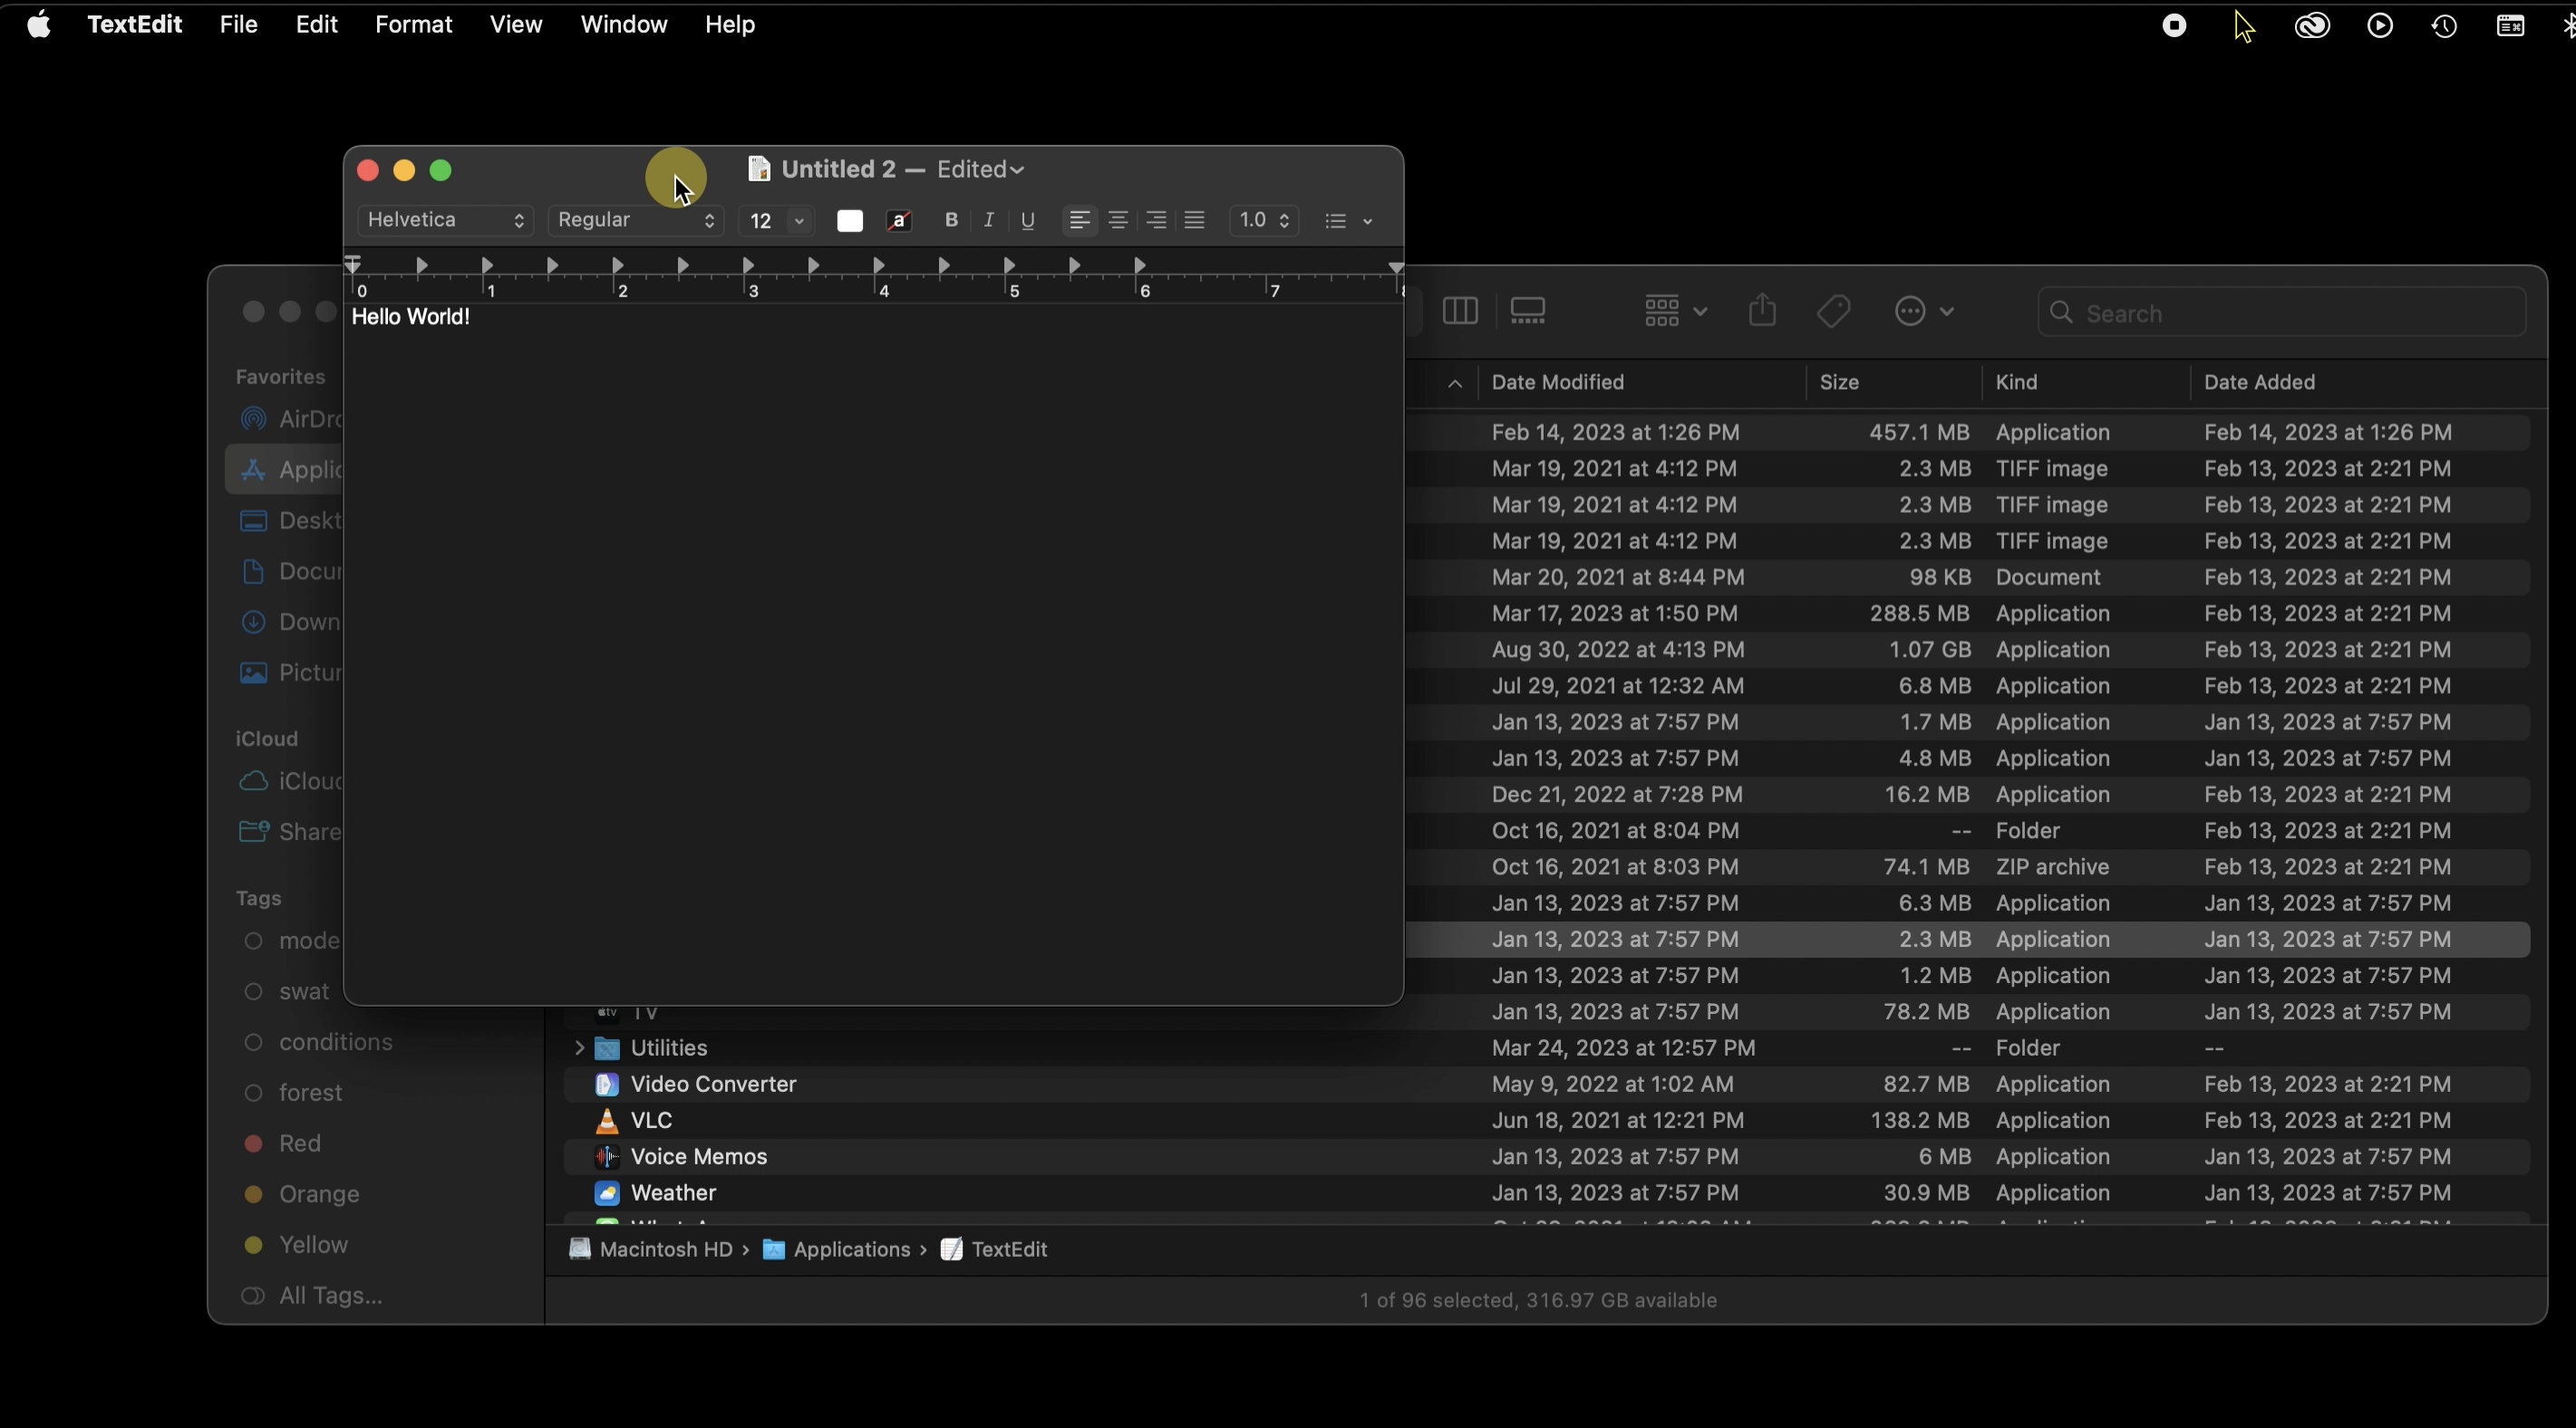 TextEdit File Edit Format View Window Help
Untitled 2 — Edited
Helvetica Regular 12 a B I U 1.0
0 1 2 3 4 5 6 7
Hello World!
Search
Favorites
Date Modified Size Kind Date Added
Feb 14, 2023 at 1:26 PM 457.1 MB Application Feb 14, 2023 at 1:26 PM
Mar 19, 2021 at 4:12 PM 2.3 MB TIFF image Feb 13, 2023 at 2:21 PM
Mar 19, 2021 at 4:12 PM 2.3 MB TIFF image Feb 13, 2023 at 2:21 PM
Mar 19, 2021 at 4:12 PM 2.3 MB TIFF image Feb 13, 2023 at 2:21 PM
Mar 20, 2021 at 8:44 PM 98 KB Document Feb 13, 2023 at 2:21 PM
Mar 17, 2023 at 1:50 PM 288.5 MB Application Feb 13, 2023 at 2:21 PM
Aug 30, 2022 at 4:13 PM 1.07 GB Application Feb 13, 2023 at 2:21 PM
Jul 29, 2021 at 12:32 AM 6.8 MB Application Feb 13, 2023 at 2:21 PM
Jan 13, 2023 at 7:57 PM 1.7 MB Application Jan 13, 2023 at 7:57 PM
Jan 13, 2023 at 7:57 PM 4.8 MB Application Jan 13, 2023 at 7:57 PM
Dec 21, 2022 at 7:28 PM 16.2 MB Application Feb 13, 2023 at 2:21 PM
Oct 16, 2021 at 8:04 PM -- Folder Feb 13, 2023 at 2:21 PM
Oct 16, 2021 at 8:03 PM 74.1 MB ZIP archive Feb 13, 2023 at 2:21 PM
Jan 13, 2023 at 7:57 PM 6.3 MB Application Jan 13, 2023 at 7:57 PM
Jan 13, 2023 at 7:57 PM 2.3 MB Application Jan 13, 2023 at 7:57 PM
Jan 13, 2023 at 7:57 PM 1.2 MB Application Jan 13, 2023 at 7:57 PM
TV Jan 13, 2023 at 7:57 PM 78.2 MB Application Jan 13, 2023 at 7:57 PM
Utilities Mar 24, 2023 at 12:57 PM -- Folder --
Video Converter May 9, 2022 at 1:02 AM 82.7 MB Application Feb 13, 2023 at 2:21 PM
VLC Jun 18, 2021 at 12:21 PM 138.2 MB Application Feb 13, 2023 at 2:21 PM
Voice Memos Jan 13, 2023 at 7:57 PM 6 MB Application Jan 13, 2023 at 7:57 PM
Weather Jan 13, 2023 at 7:57 PM 30.9 MB Application Jan 13, 2023 at 7:57 PM
AirDr
Applic
Deskt
Docu
Down
Pictu
iCloud
iClou
Share
Tags
mode
swat
conditions
forest
Red
Orange
Yellow
All Tags...
Macintosh HD › Applications › TextEdit
1 of 96 selected, 316.97 GB available